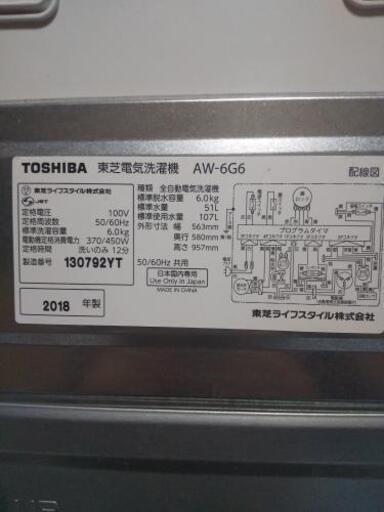 TOSHIBA 東芝電気洗濯機 AW-6G6 配線図
東芝ライフスタイル株式会社
JET
定格電圧 100V
定格周波数 50/60Hz
標準洗濯容量 6.0kg
電動機定格消費電力 370/450W
定格時間 洗いのみ 12分
製造番号 130792YT
2018 年製
種類 全自動電気洗濯機
標準脱水容量 6.0kg
標準水量 51L
標準使用水量 107L
外形寸法 幅 563mm
奥行 580mm
高さ 957mm
50/60Hz 共用
日本国内専用
Use Only in Japan
MADE IN CHINA
プログラムタイマ
東芝ライフスタイル株式会社